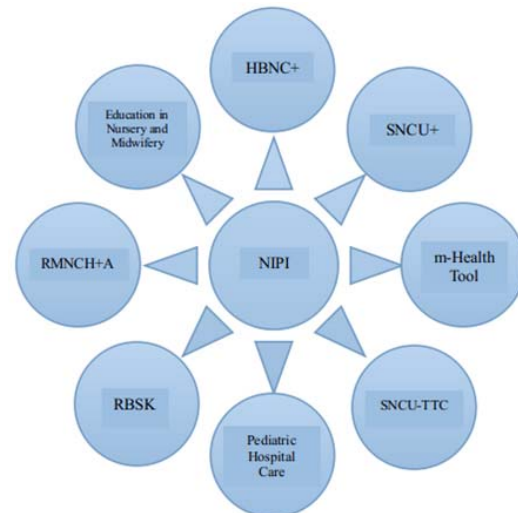 HBNC+
Education in
Nursery and
Midwifery
SNCU+
RMNCH+A
NIPI
m-Health
Tool
RBSK
SNCU-TTC
Pediatric
Hospital
Care